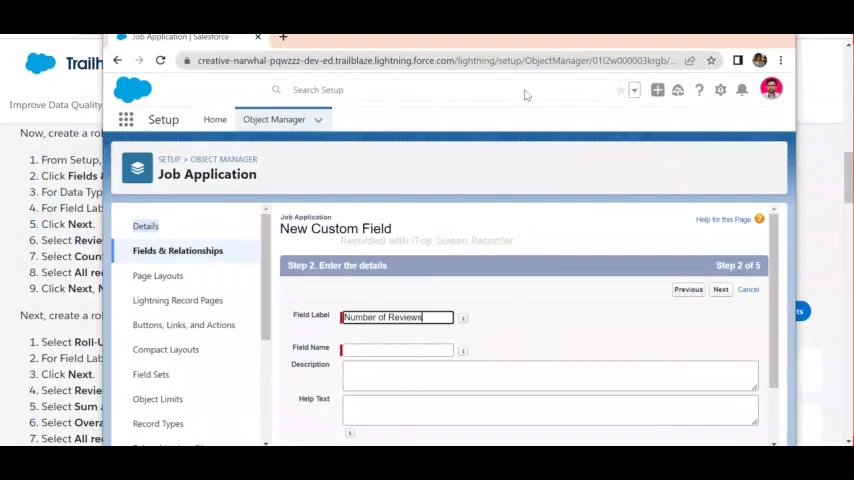 Job Application | Salesforce
creative-narwhal-pqwzzz-dev-ed.trailblaze.lightning.force.com/lightning/setup/ObjectManager/01I2w000003krgb/...
Trailh
Search Setup
Improve Data Quality
Setup
Home
Object Manager
Now, create a ro
1. From Setup,
2. Click Fields &
3. For Data Typ
4. For Field Lab
5. Click Next.
6. Select Revie
7. Select Coun
8. Select All re
9. Click Next, N
Next, create a ro
1. Select Roll-U
2. For Field Lab
3. Click Next.
4. Select Revie
5. Select Sum a
6. Select Overa
7. Select All re
SETUP > OBJECT MANAGER
Job Application
Details
Fields & Relationships
Page Layouts
Lightning Record Pages
Buttons, Links, and Actions
Compact Layouts
Field Sets
Object Limits
Record Types
Job Application
New Custom Field
Help for this Page
Recorded with iTop Screen Recorder
Step 2. Enter the details
Step 2 of 5
Previous
Next
Cancel
Field Label
Number of Reviews
Field Name
Description
Help Text
ts